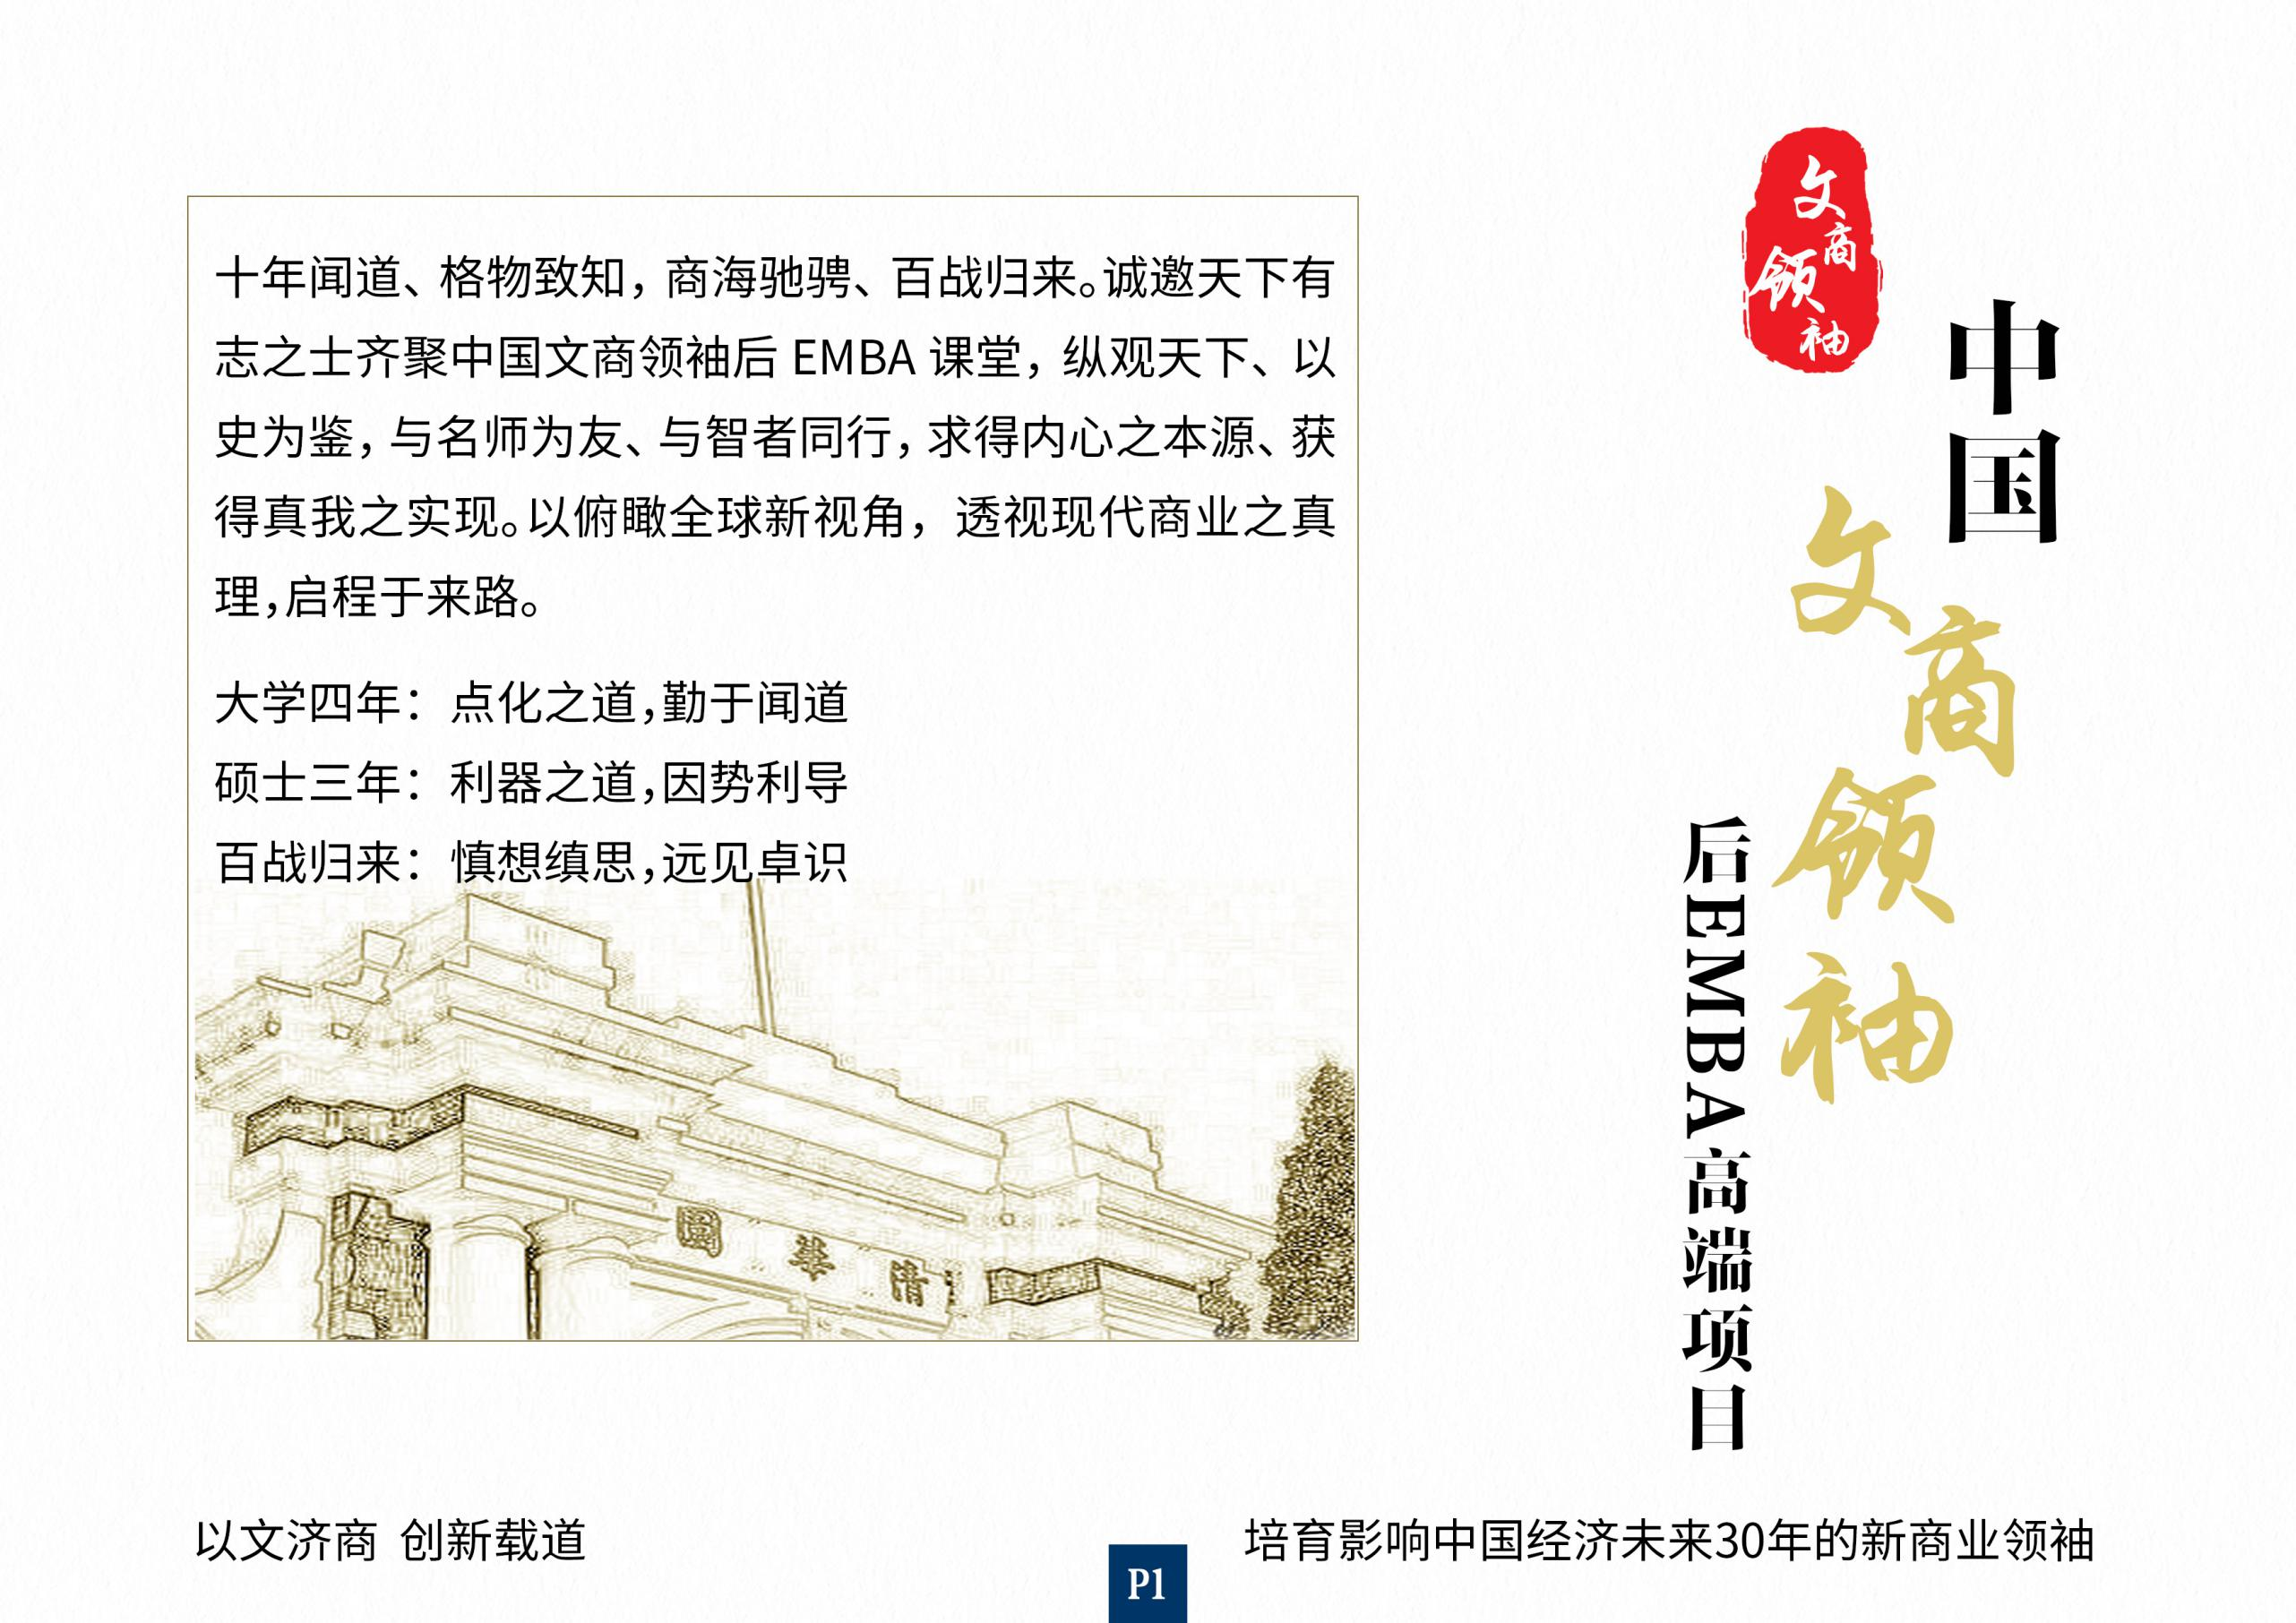 十年闻道、格物致知，商海驰骋、百战归来。诚邀天下有
志之士齐聚中国文商领袖后 EMBA 课堂，纵观天下、以
史为鉴，与名师为友、与智者同行，求得内心之本源、获
得真我之实现。以俯瞰全球新视角，透视现代商业之真
理，启程于来路。
大学四年：点化之道，勤于闻道
硕士三年：利器之道，因势利导
百战归来：慎想缜思，远见卓识
園華清
文商领袖
中国
文商领袖
后EMBA高端项目
以文济商 创新载道
P1
培育影响中国经济未来30年的新商业领袖